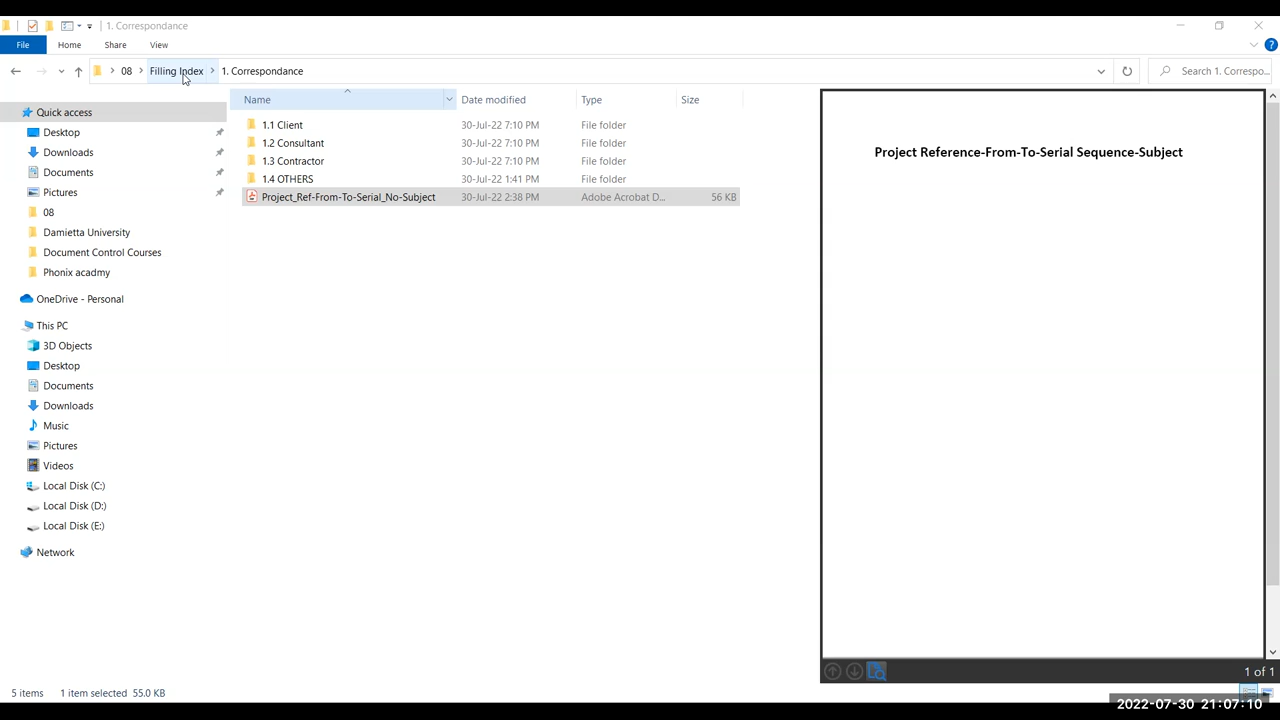 1. Correspondance
File
Home
Share
View
08
Filling Index
1. Correspondance
Search 1. Correspo...
Quick access
Desktop
Downloads
Documents
Pictures
08
Damietta University
Document Control Courses
Phonix acadmy
OneDrive - Personal
This PC
3D Objects
Desktop
Documents
Downloads
Music
Pictures
Videos
Local Disk (C:)
Local Disk (D:)
Local Disk (E:)
Network
Name Date modified Type Size
1.1 Client 30-Jul-22 7:10 PM File folder
1.2 Consultant 30-Jul-22 7:10 PM File folder
1.3 Contractor 30-Jul-22 7:10 PM File folder
1.4 OTHERS 30-Jul-22 1:41 PM File folder
Project_Ref-From-To-Serial_No-Subject 30-Jul-22 2:38 PM Adobe Acrobat D... 56 KB
Project Reference-From-To-Serial Sequence-Subject
1 of 1
5 items 1 item selected 55.0 KB
2022-07-30 21:07:10